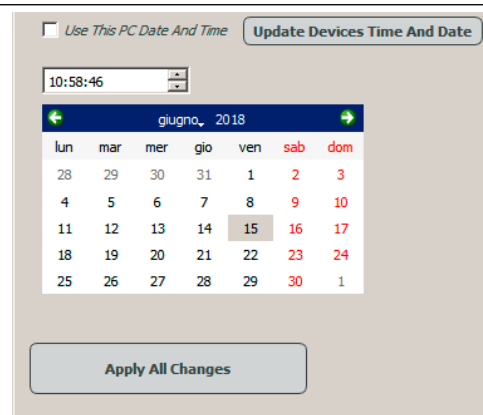 Use This PC Date And Time Update Devices Time And Date
10:58:46
giugno, 2018
lun mar mer gio ven sab dom
28 29 30 31 1 2 3
4 5 6 7 8 9 10
11 12 13 14 15 16 17
18 19 20 21 22 23 24
25 26 27 28 29 30 1
Apply All Changes